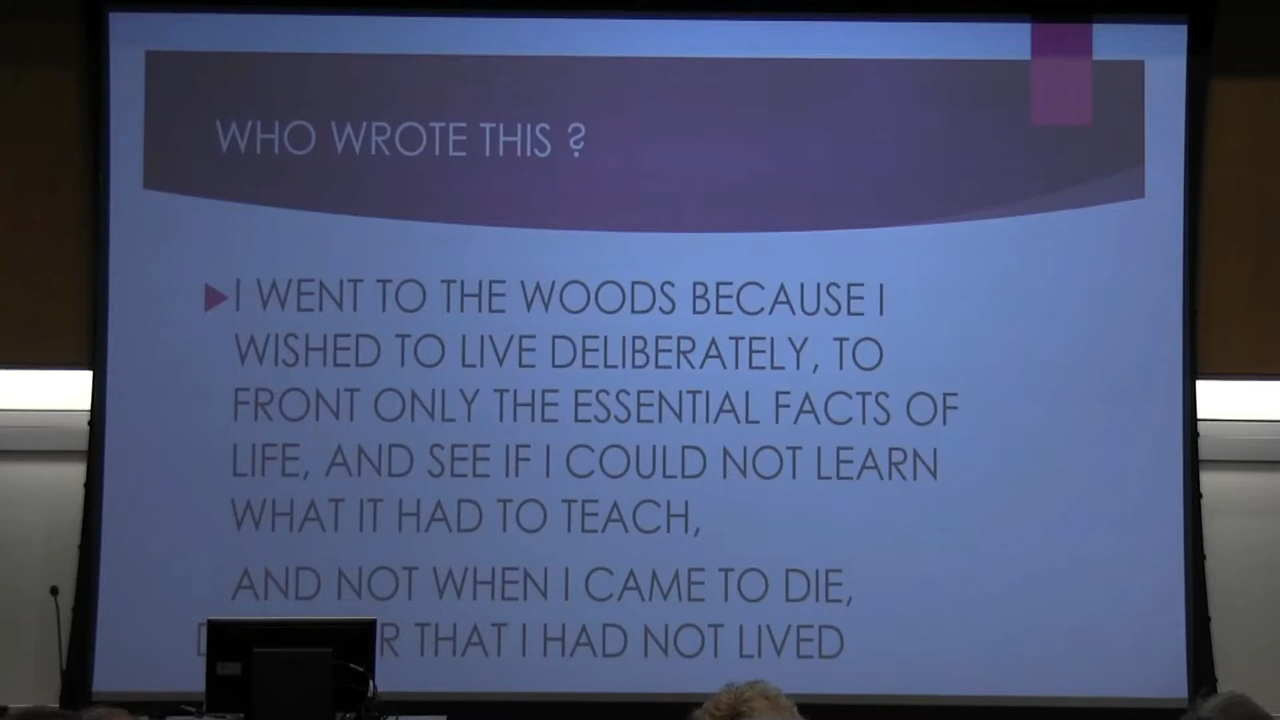 WHO WROTE THIS ?
I WENT TO THE WOODS BECAUSE I
WISHED TO LIVE DELIBERATELY, TO
FRONT ONLY THE ESSENTIAL FACTS OF
LIFE, AND SEE IF I COULD NOT LEARN
WHAT IT HAD TO TEACH,
AND NOT WHEN I CAME TO DIE,
THAT I HAD NOT LIVED